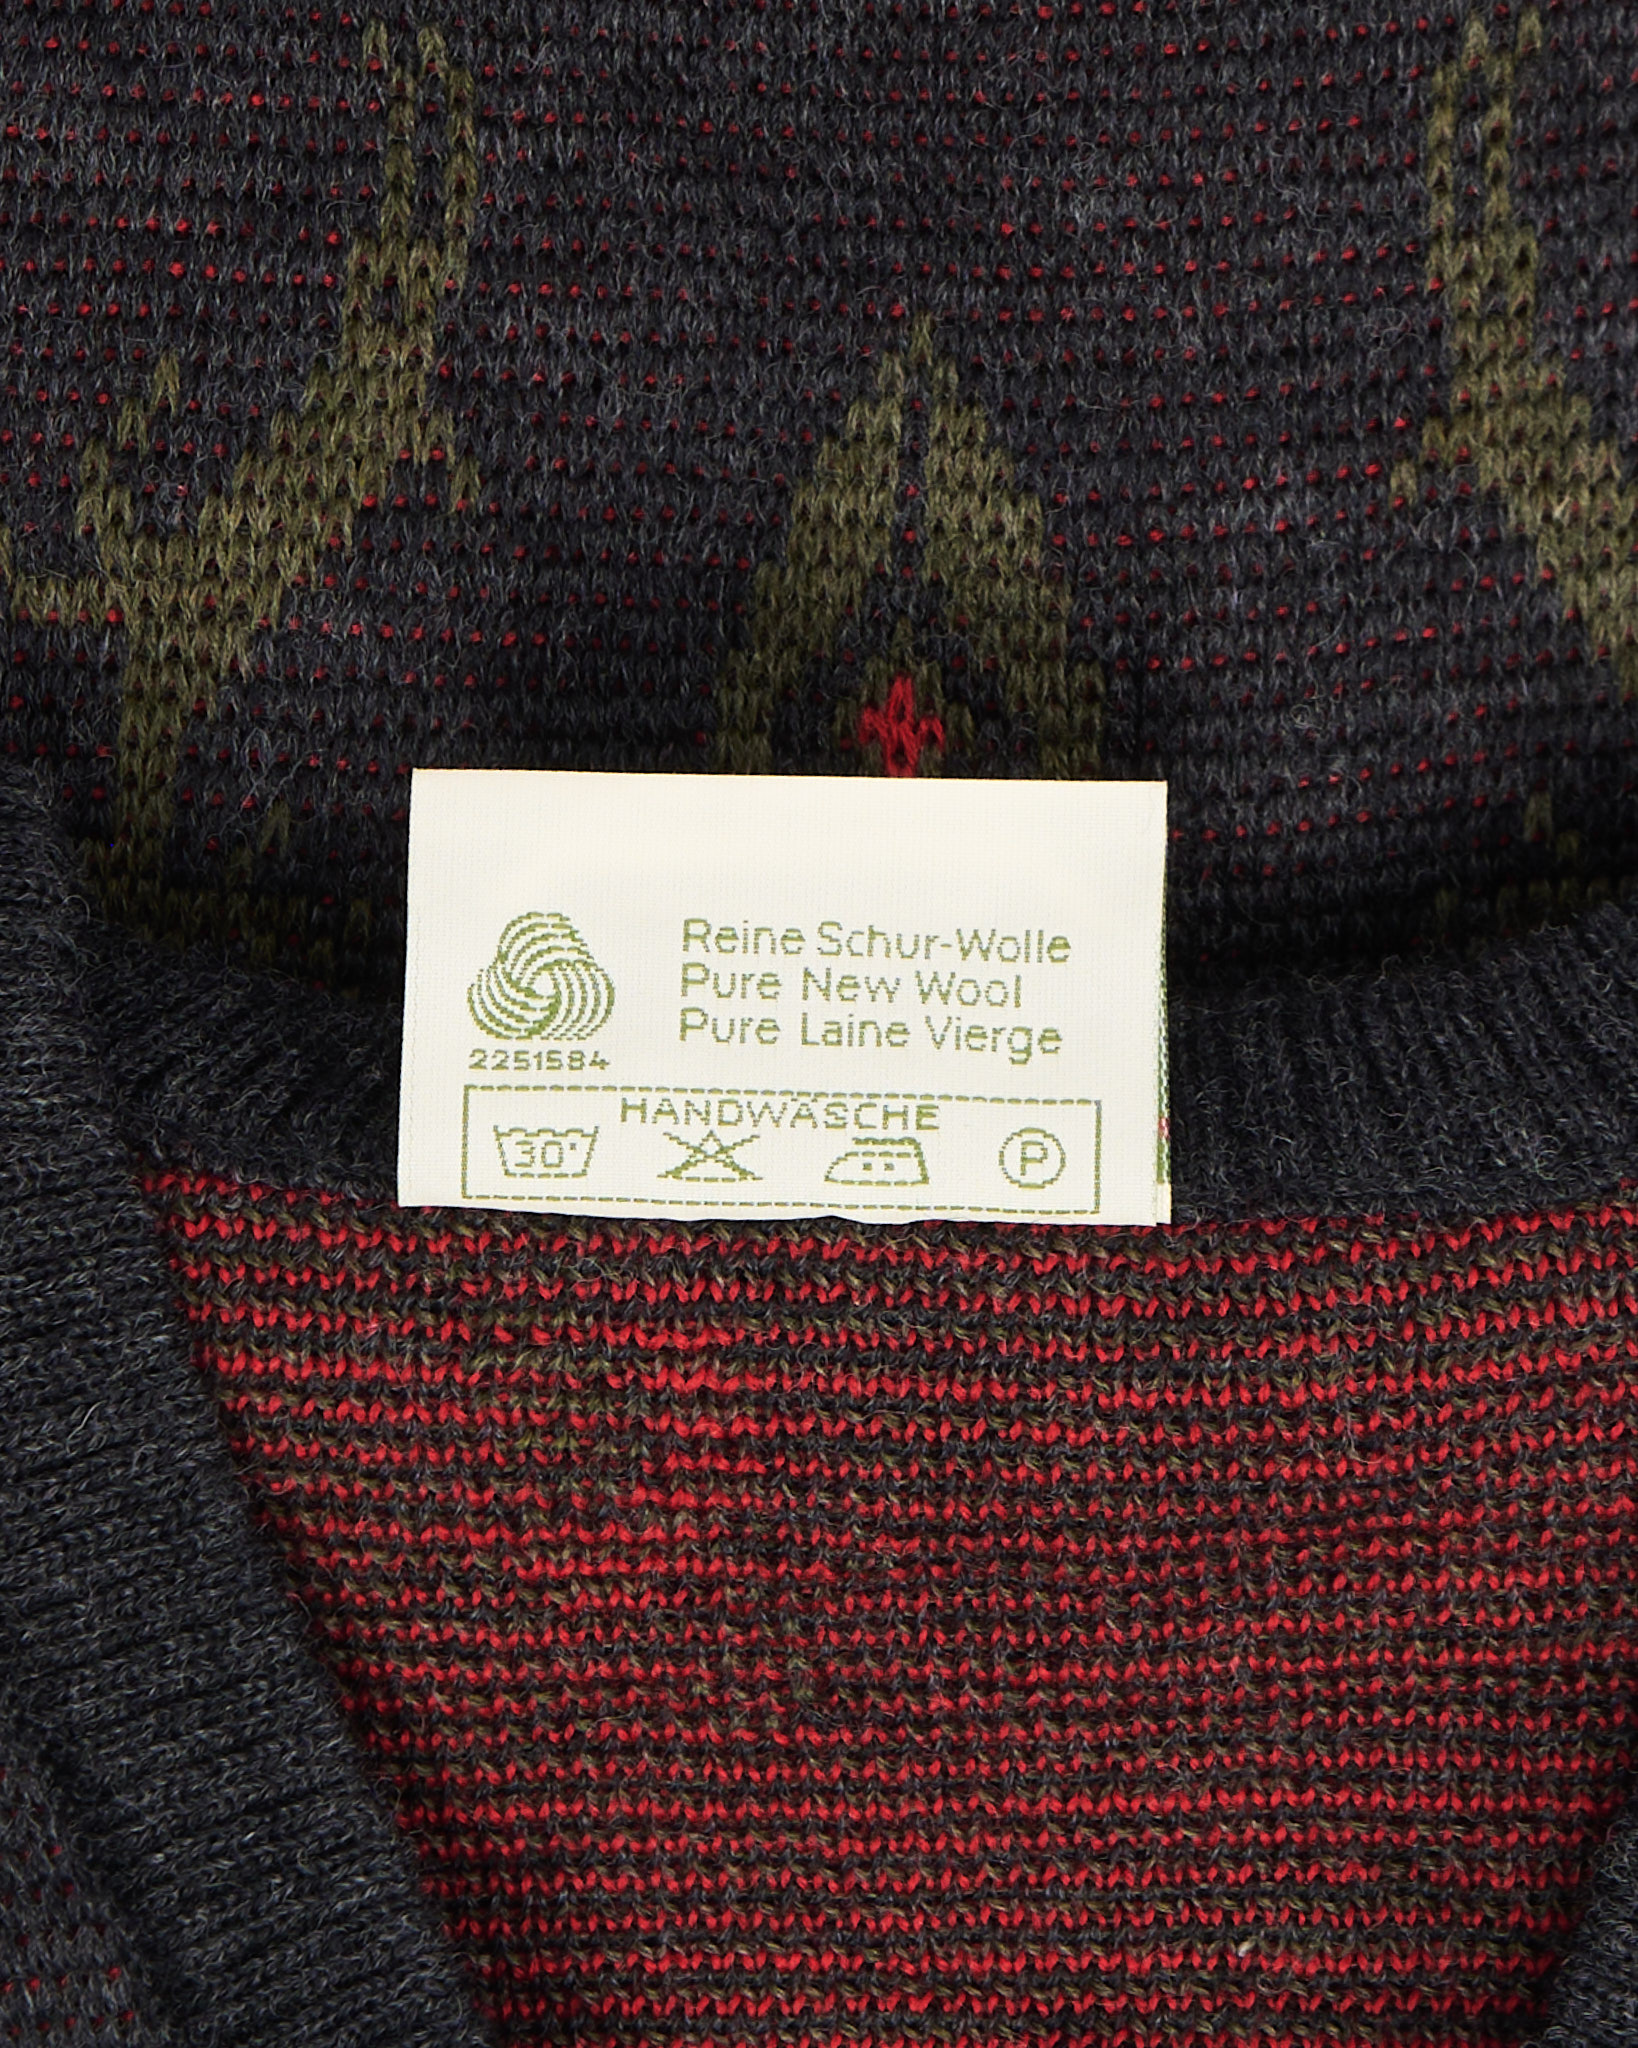 Reine Schur-Wolle
Pure New Wool
Pure Laine Vierge
2251584
HANDWÄSCHE
30°
P